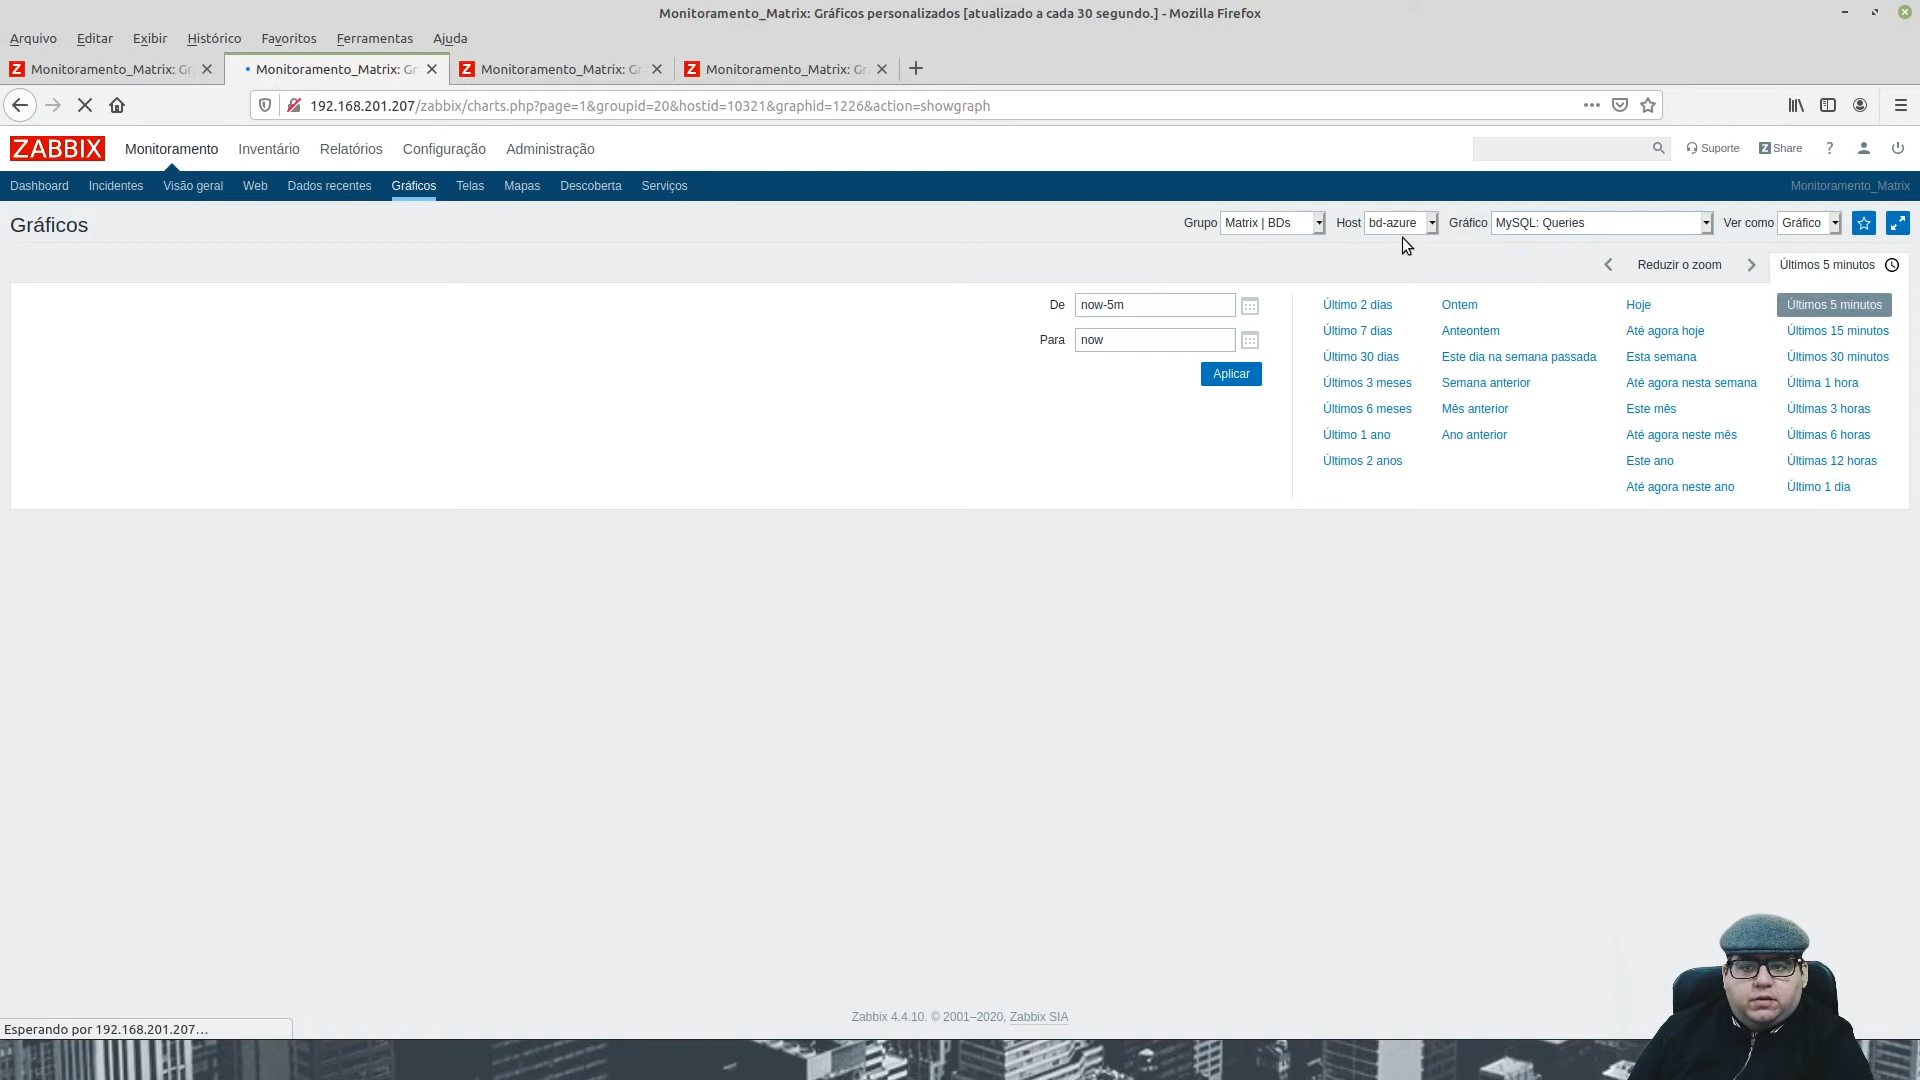 Monitoramento_Matrix: Gráficos personalizados [atualizado a cada 30 segundo.] - Mozilla Firefox
Arquivo Editar Exibir Histórico Favoritos Ferramentas Ajuda
Monitoramento_Matrix: Gr Monitoramento_Matrix: Gr Monitoramento_Matrix: Gr Monitoramento_Matrix: Gr
192.168.201.207/zabbix/charts.php?page=1&groupid=20&hostid=10321&graphid=1226&action=showgraph
ZABBIX Monitoramento Inventário Relatórios Configuração Administração Suporte Z Share ?
Dashboard Incidentes Visão geral Web Dados recentes Gráficos Telas Mapas Descoberta Serviços Monitoramento_Matrix
Gráficos Grupo Matrix | BDs Host bd-azure Gráfico MySQL: Queries Ver como Gráfico
Reduzir o zoom Últimos 5 minutos
De now-5m Último 2 dias Ontem Hoje Últimos 5 minutos
Último 7 dias Anteontem Até agora hoje Últimos 15 minutos
Para now Último 30 dias Este dia na semana passada Esta semana Últimos 30 minutos
Aplicar Últimos 3 meses Semana anterior Até agora nesta semana Última 1 hora
Últimos 6 meses Mês anterior Este mês Últimas 3 horas
Último 1 ano Ano anterior Até agora neste mês Últimas 6 horas
Últimos 2 anos Este ano Últimas 12 horas
Até agora neste ano Último 1 dia
Zabbix 4.4.10. © 2001–2020, Zabbix SIA
Esperando por 192.168.201.207...